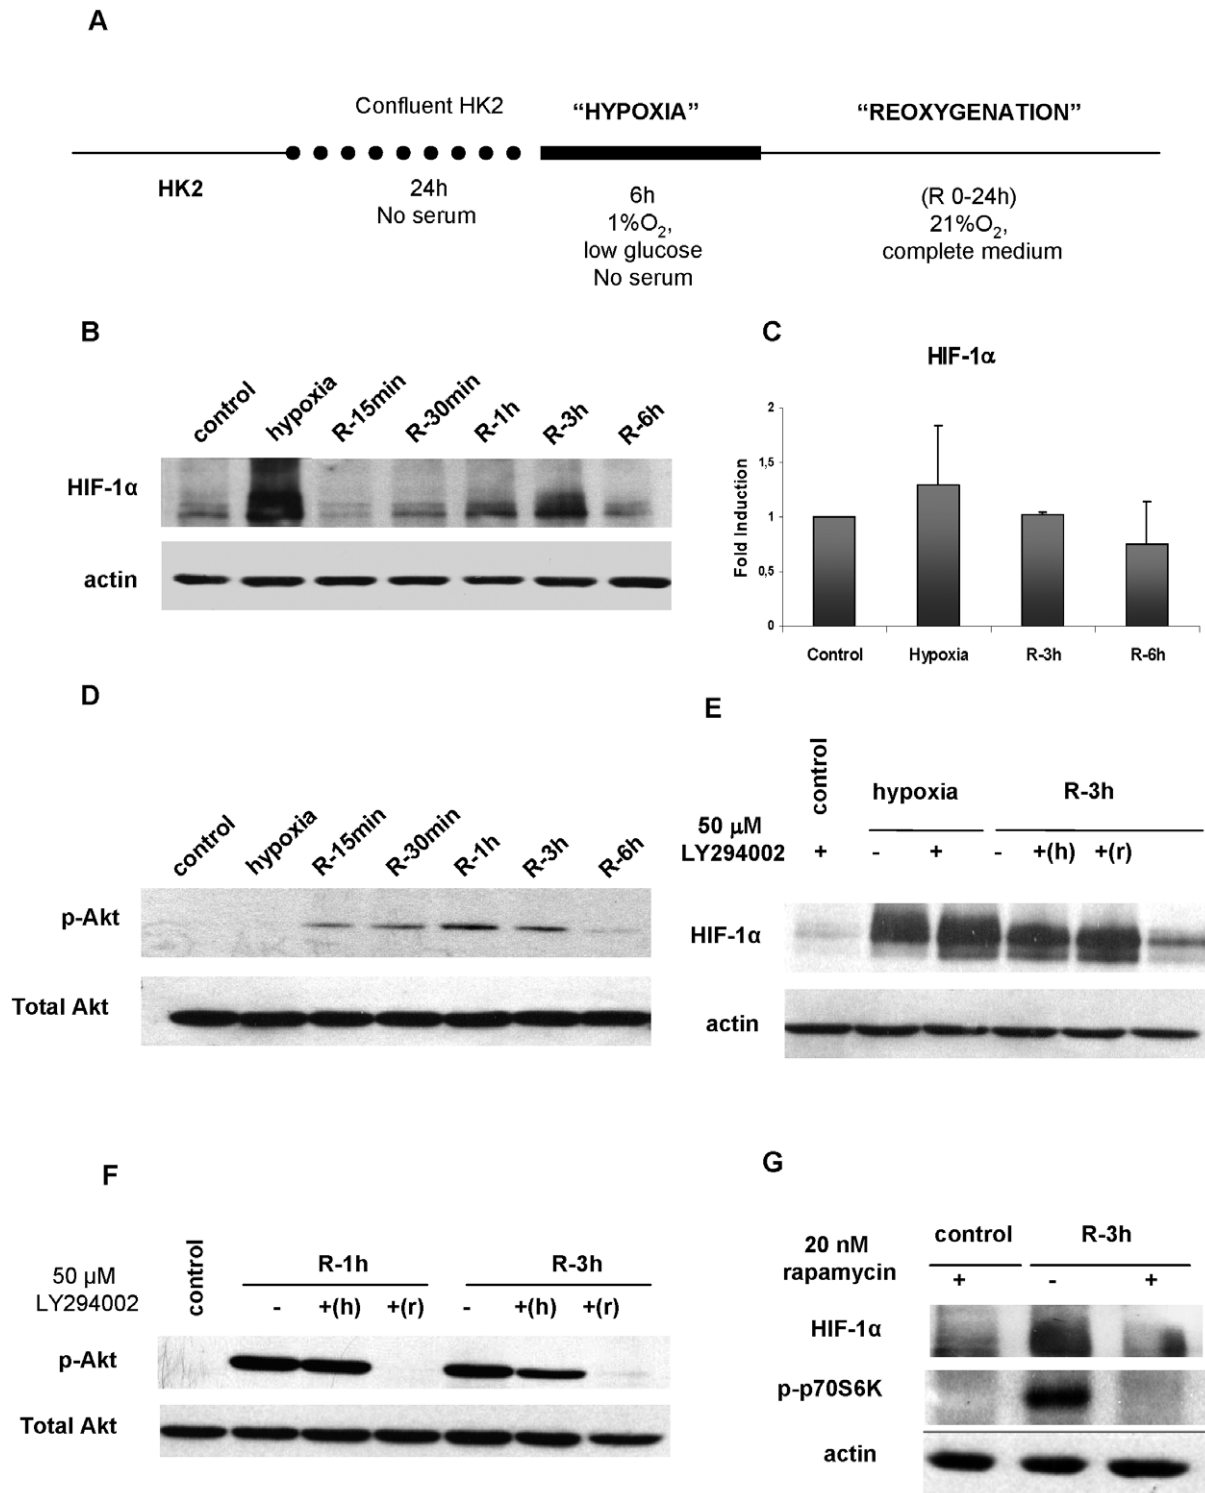 A
Confluent HK2
“HYPOXIA”
“REOXYGENATION”
HK2
24h
No serum
6h
1%O2,
low glucose
No serum
(R 0-24h)
21%O2,
complete medium
B
control
hypoxia
R-15min
R-30min
R-1h
R-3h
R-6h
HIF-1α
actin
C
HIF-1α
Fold Induction
2
1,5
1
0,5
0
Control
Hypoxia
R-3h
R-6h
D
control
hypoxia
R-15min
R-30min
R-1h
R-3h
R-6h
p-Akt
Total Akt
E
control
hypoxia
R-3h
50 µM
LY294002
+ - + - +(h) +(r)
HIF-1α
actin
F
control
R-1h
R-3h
50 µM
LY294002
- +(h) +(r) - +(h) +(r)
p-Akt
Total Akt
G
control
R-3h
20 nM
rapamycin
+ - +
HIF-1α
p-p70S6K
actin